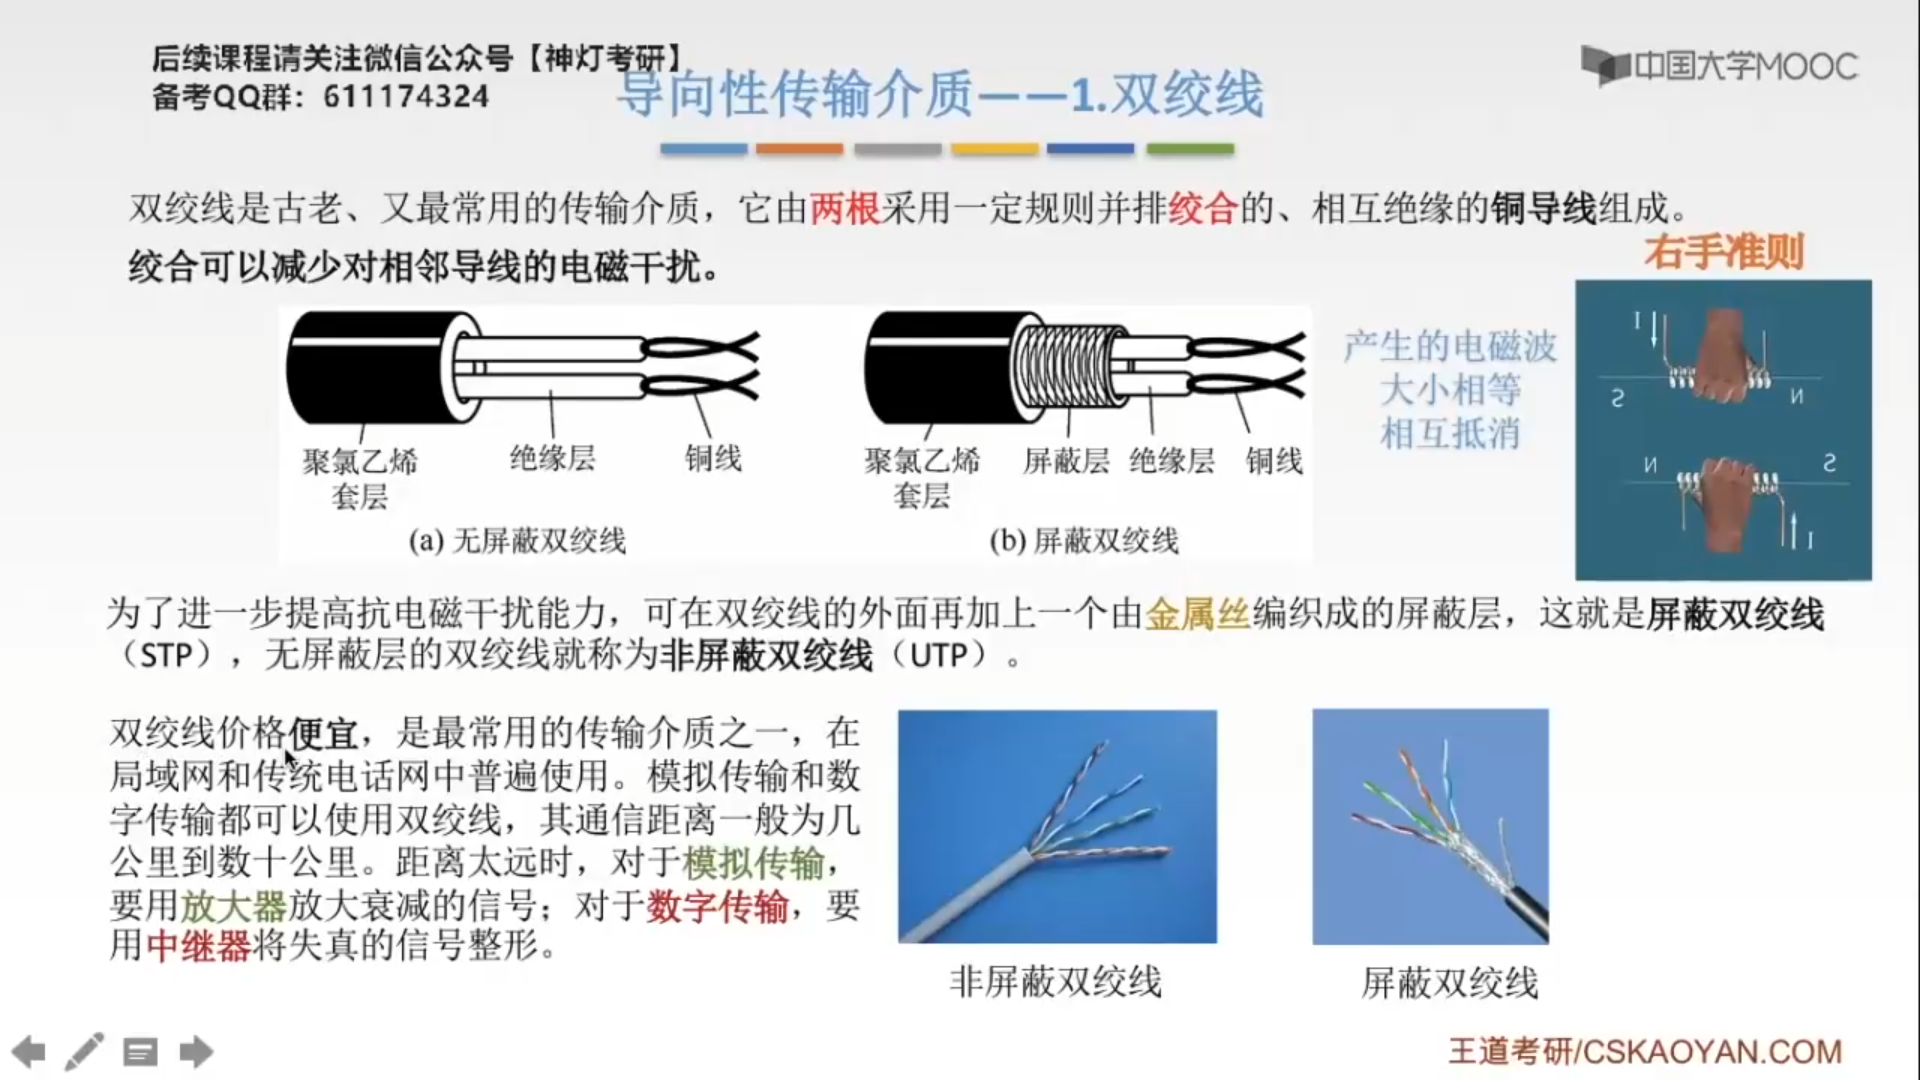 后续课程请关注微信公众号【神灯考研】
备考QQ群：611174324
中国大学MOOC
导向性传输介质——1.双绞线
双绞线是古老、又最常用的传输介质，它由两根采用一定规则并排绞合的、相互绝缘的铜导线组成。
绞合可以减少对相邻导线的电磁干扰。
右手准则
聚氯乙烯
套层
绝缘层
铜线
(a) 无屏蔽双绞线
聚氯乙烯
套层
屏蔽层
绝缘层
铜线
(b) 屏蔽双绞线
产生的电磁波
大小相等
相互抵消
I
S
N
N
S
I
为了进一步提高抗电磁干扰能力，可在双绞线的外面再加上一个由金属丝编织成的屏蔽层，这就是屏蔽双绞线
（STP），无屏蔽层的双绞线就称为非屏蔽双绞线（UTP）。
双绞线价格便宜，是最常用的传输介质之一，在
局域网和传统电话网中普遍使用。模拟传输和数
字传输都可以使用双绞线，其通信距离一般为几
公里到数十公里。距离太远时，对于模拟传输，
要用放大器放大衰减的信号；对于数字传输，要
用中继器将失真的信号整形。
非屏蔽双绞线
屏蔽双绞线
王道考研/CSKAOYAN.COM